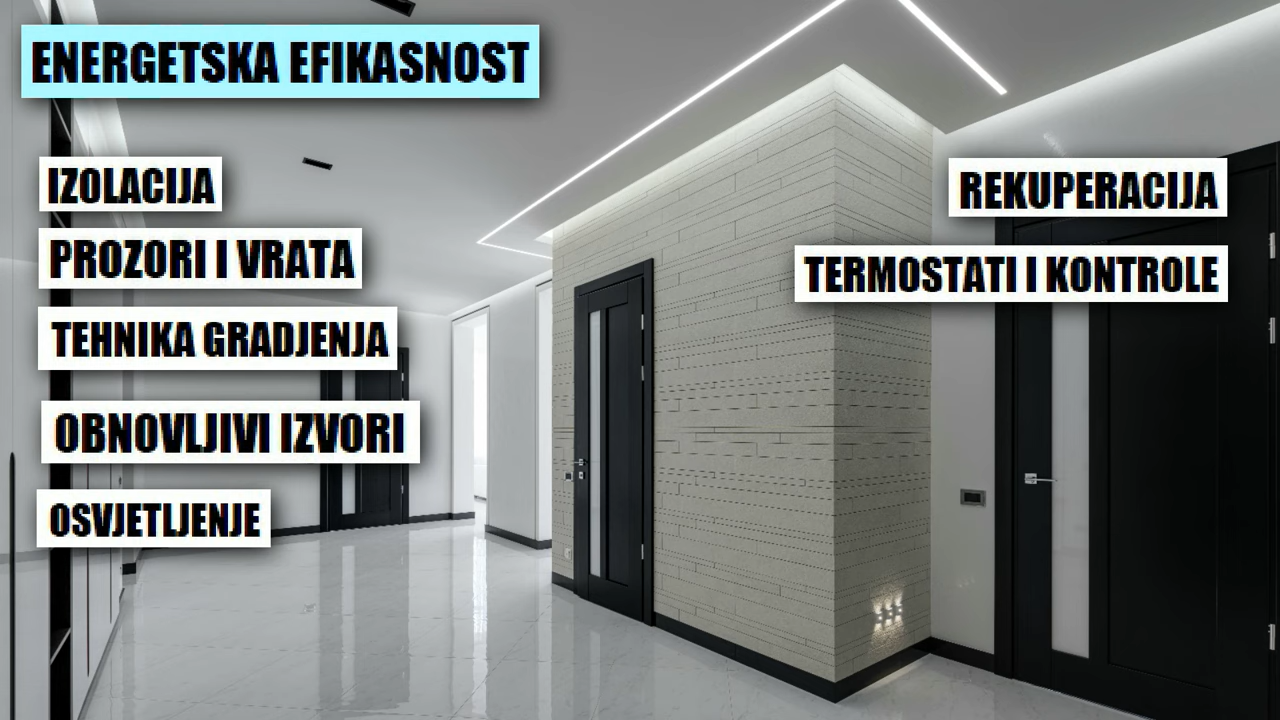 ENERGETSKA EFIKASNOST
IZOLACIJA
PROZORI I VRATA
TEHNIKA GRADJENJA
OBNOVLJIVI IZVORI
OSVJETLJENJE
REKUPERACIJA
TERMOSTATI I KONTROLE